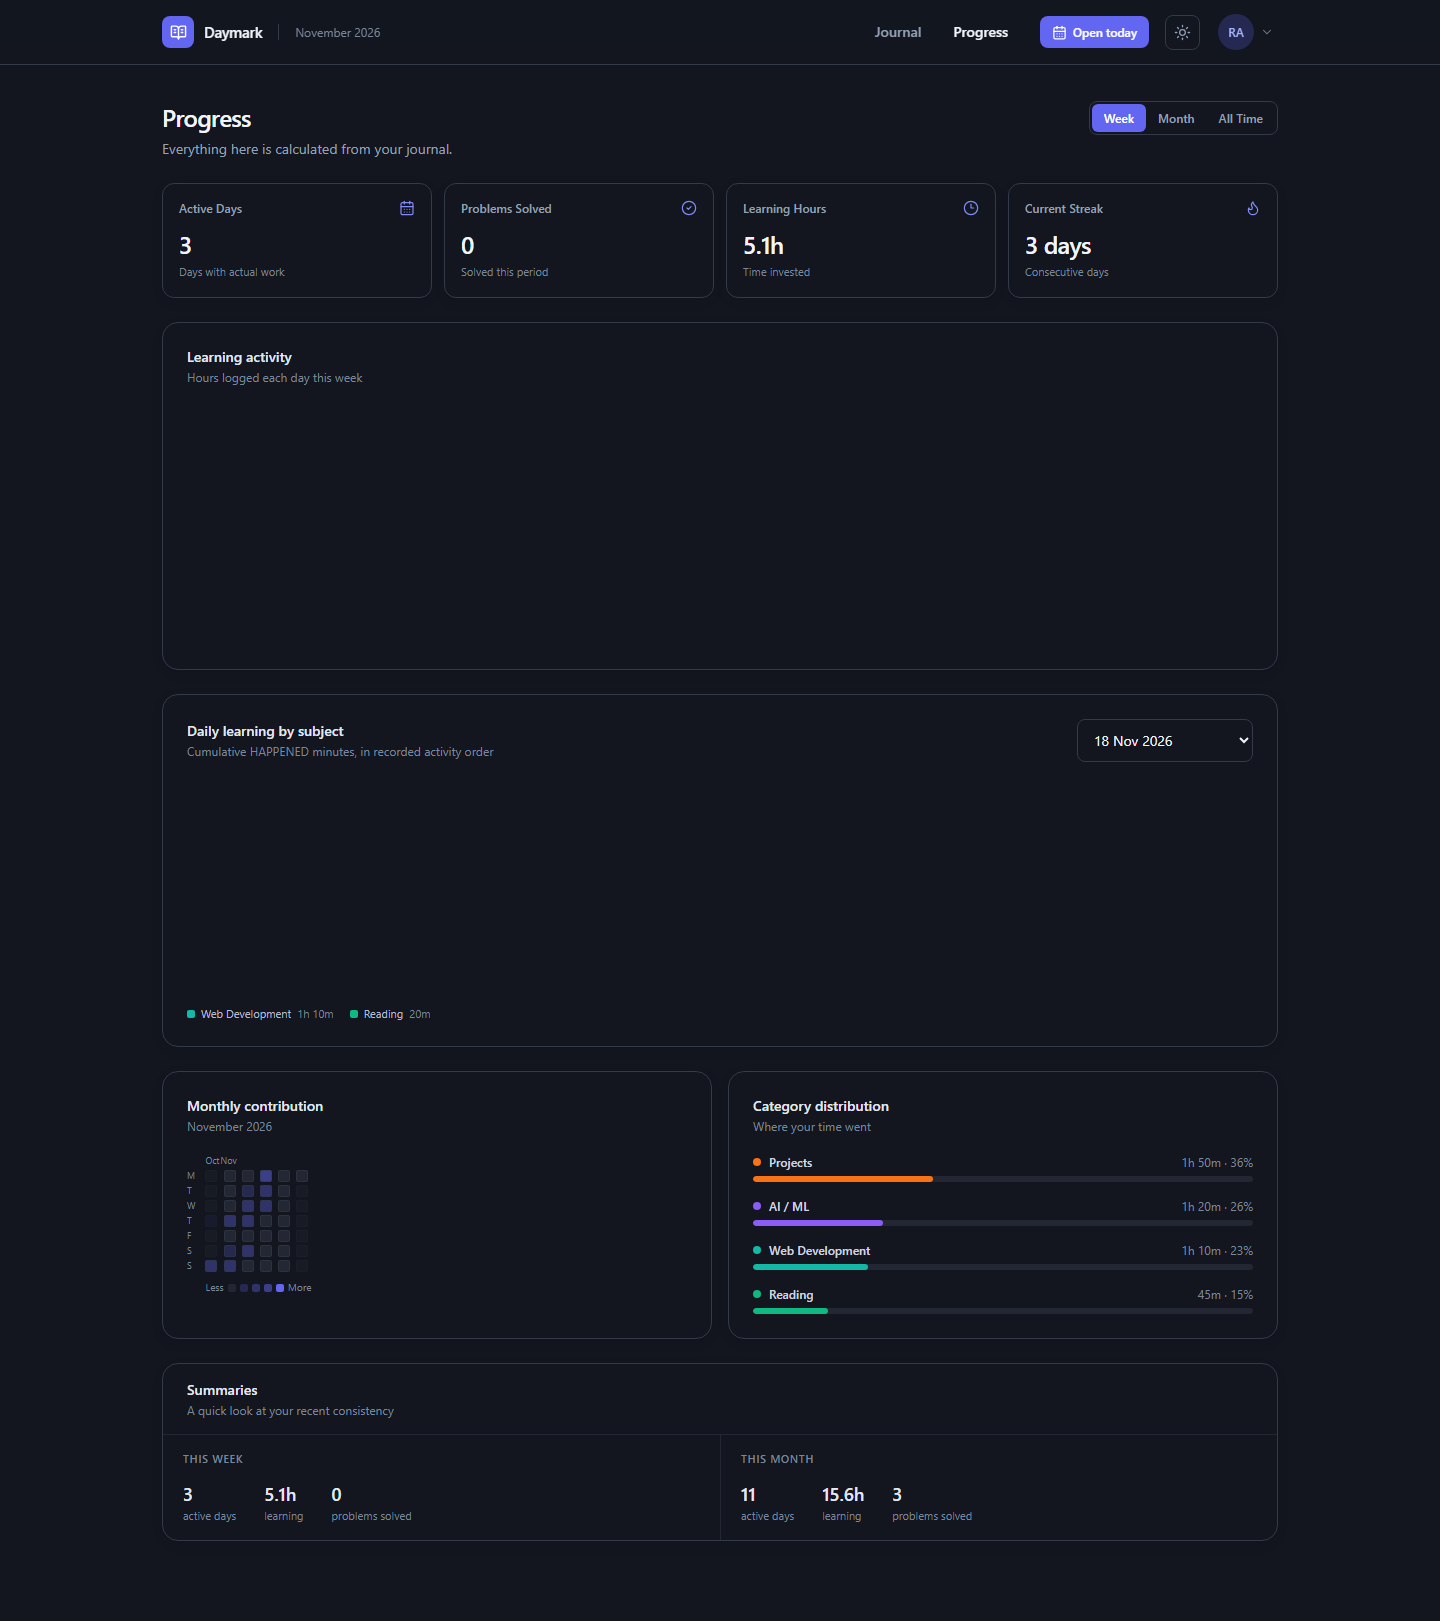 Daymark
November 2026
Journal
Progress
Open today
RA
Progress
Everything here is calculated from your journal.
Week
Month
All Time
Active Days
3
Days with actual work
Problems Solved
0
Solved this period
Learning Hours
5.1h
Time invested
Current Streak
3 days
Consecutive days
Learning activity
Hours logged each day this week
Daily learning by subject
Cumulative HAPPENED minutes, in recorded activity order
18 Nov 2026
Web Development 1h 10m
Reading 20m
Monthly contribution
November 2026
OctNov
M
T
W
T
F
S
S
Less
More
Category distribution
Where your time went
Projects
1h 50m · 36%
AI / ML
1h 20m · 26%
Web Development
1h 10m · 23%
Reading
45m · 15%
Summaries
A quick look at your recent consistency
THIS WEEK
3
active days
5.1h
learning
0
problems solved
THIS MONTH
11
active days
15.6h
learning
3
problems solved